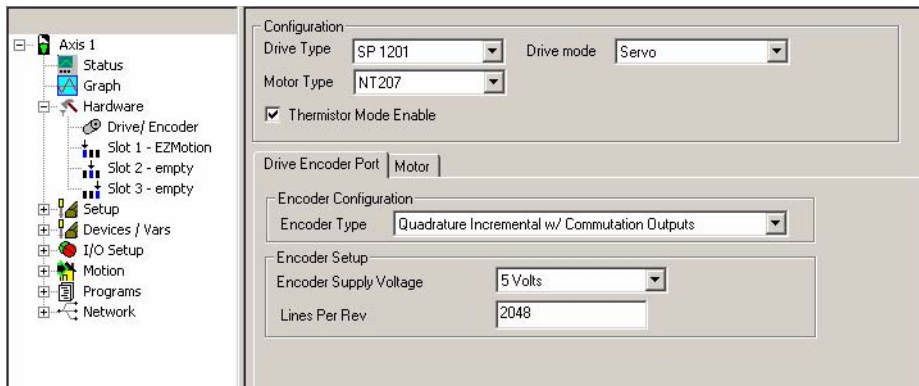 Axis 1
Status
Graph
Hardware
Drive/ Encoder
Slot 1 - EZMotion
Slot 2 - empty
Slot 3 - empty
Setup
Devices / Vars
I/O Setup
Motion
Programs
Network
Configuration
Drive Type SP 1201 Drive mode Servo
Motor Type NT207
Thermistor Mode Enable
Drive Encoder Port Motor
Encoder Configuration
Encoder Type Quadrature Incremental w/ Commutation Outputs
Encoder Setup
Encoder Supply Voltage 5 Volts
Lines Per Rev 2048